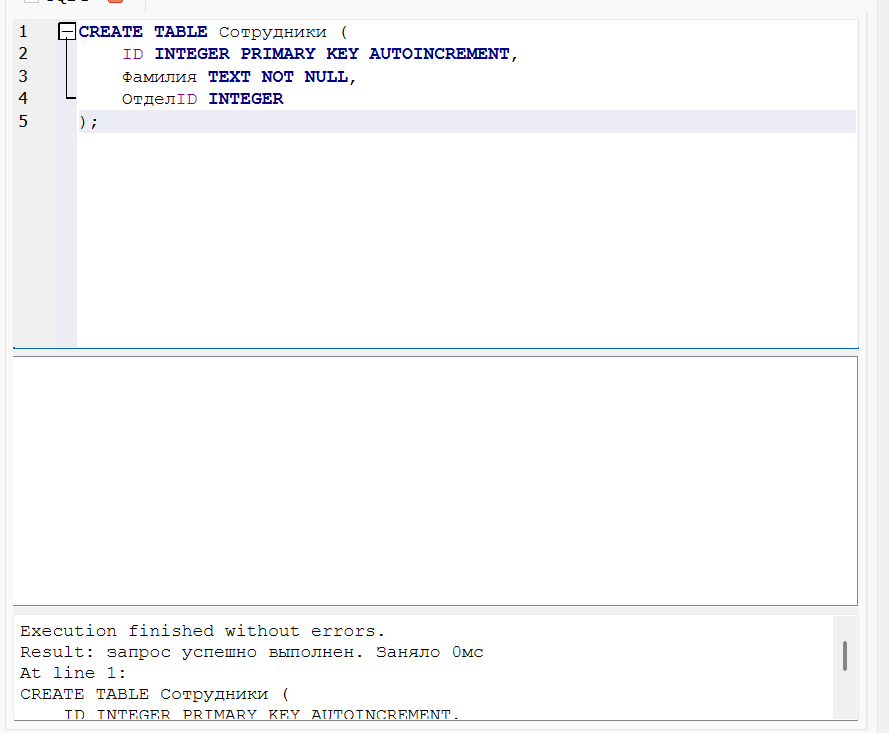 1 CREATE TABLE Сотрудники (
2 ID INTEGER PRIMARY KEY AUTOINCREMENT,
3 Фамилия TEXT NOT NULL,
4 ОтделID INTEGER
5 );
Execution finished without errors.
Result: запрос успешно выполнен. Заняло 0мс
At line 1:
CREATE TABLE Сотрудники (
ID INTEGER PRIMARY KEY AUTOINCREMENT,